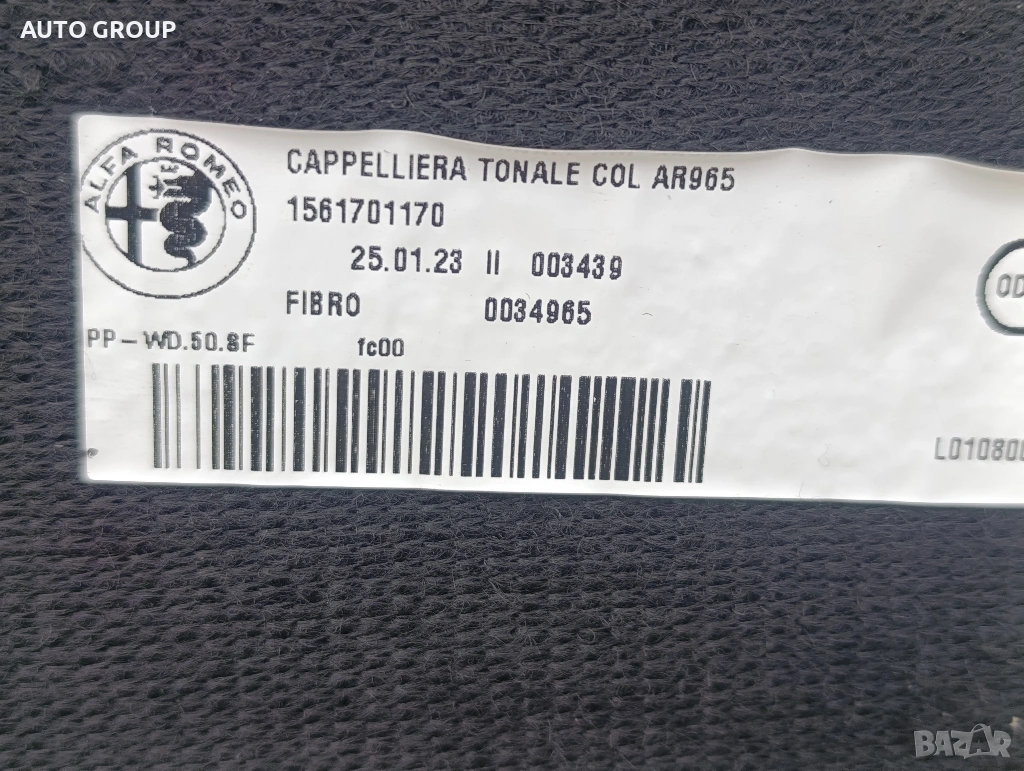 AUTO GROUP
ALFA ROMEO
CAPPELLIERA TONALE COL AR965
1561701170
25.01.23 II 003439
FIBRO 0034965
PP-WD.50.8F fc00
BAZAR